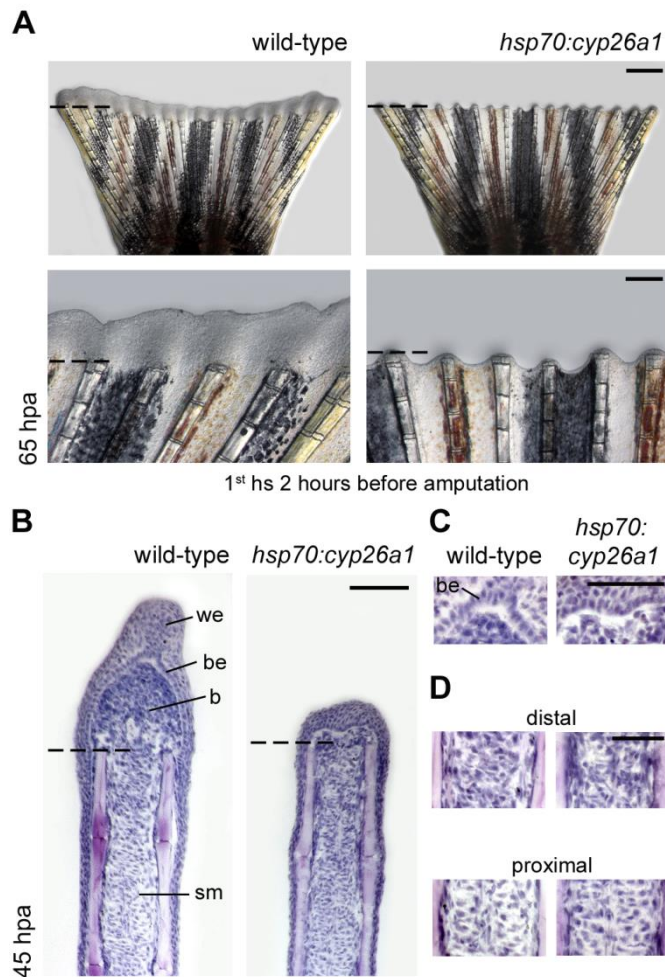 A
wild-type
hsp70:cyp26a1
65 hpa
1st hs 2 hours before amputation
B
wild-type
hsp70:cyp26a1
we
be
b
sm
45 hpa
C
wild-type
hsp70:
cyp26a1
be
D
distal
proximal